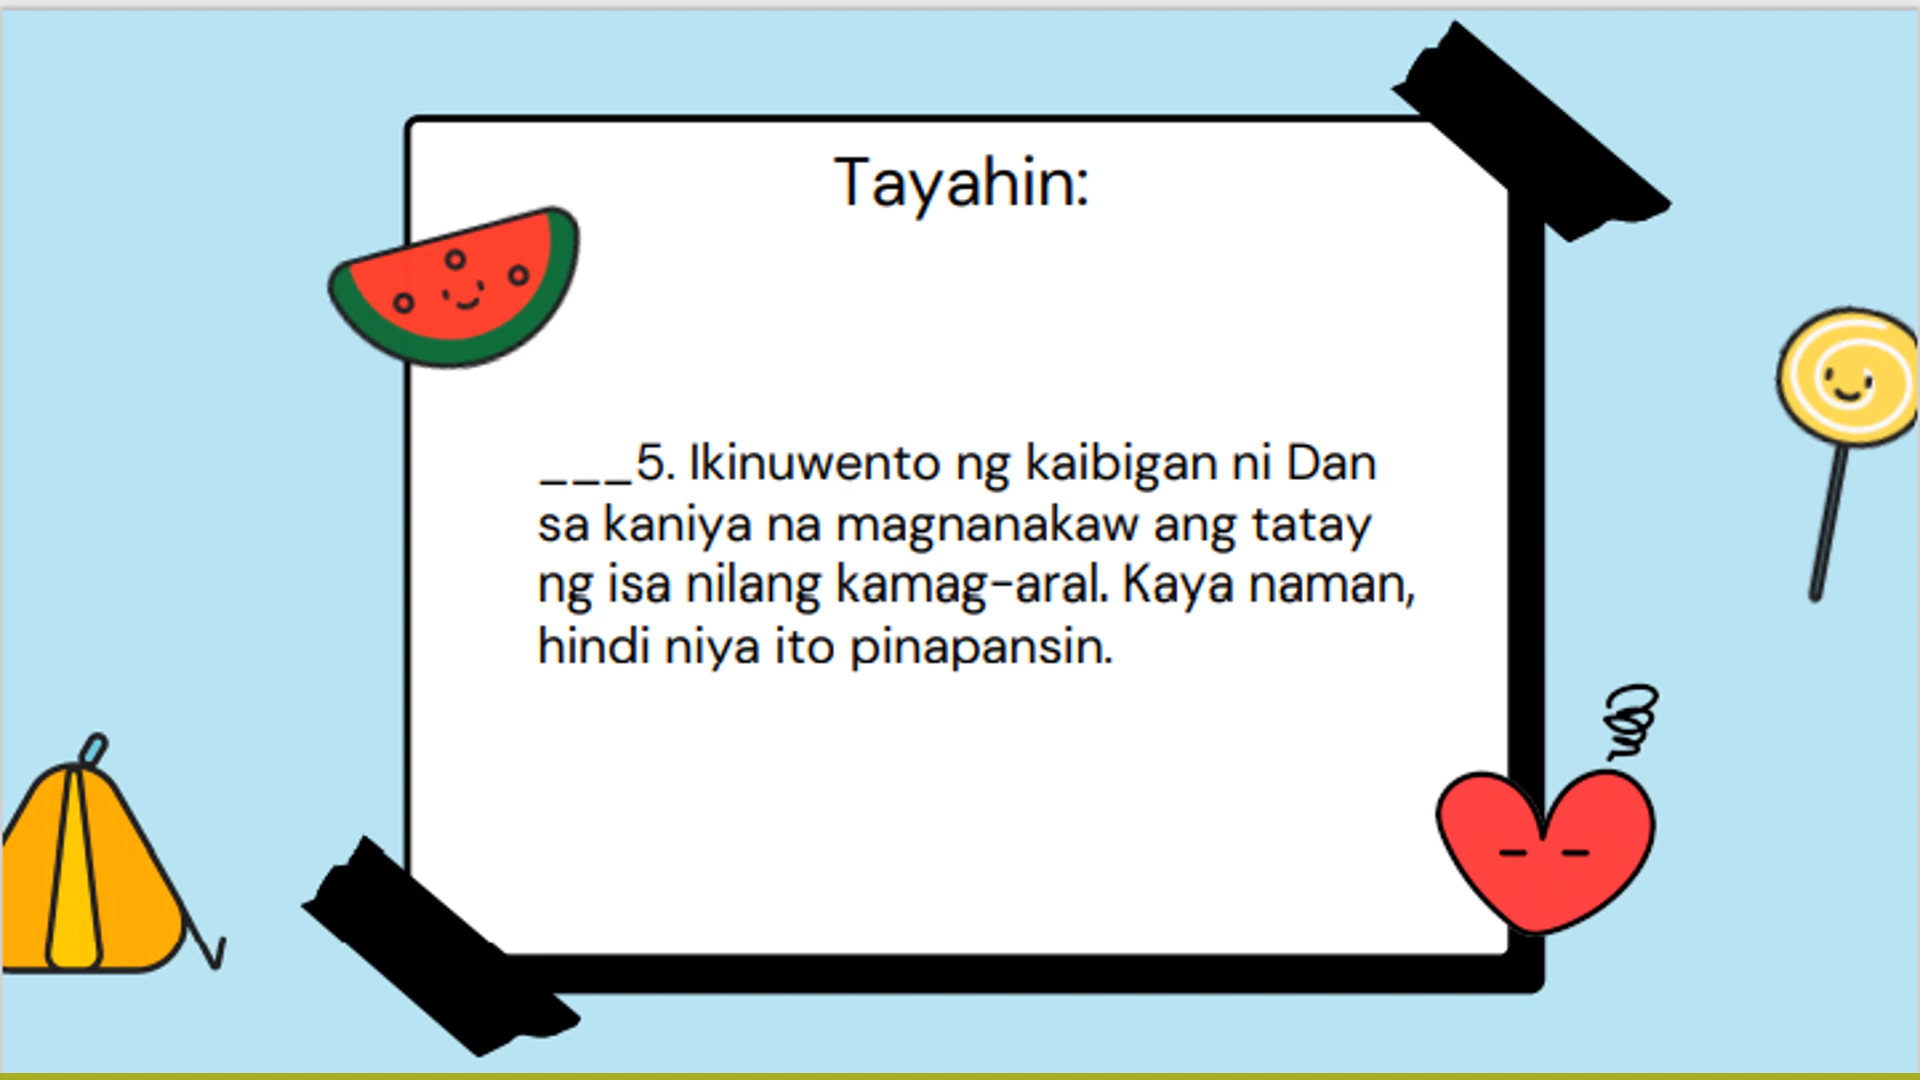 Tayahin:
___5. Ikinuwento ng kaibigan ni Dan
sa kaniya na magnanakaw ang tatay
ng isa nilang kamag-aral. Kaya naman,
hindi niya ito pinapansin.